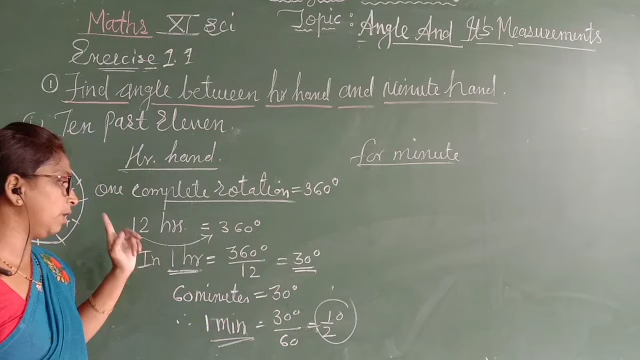 Maths XI Sci
Topic: Angle And It's Measurements
Exercise 1.1
① Find angle between hr hand and minute hand.
Ten Past Eleven.
Hr. hand
for minute
one complete rotation = 360°
12 hrs. = 360°
In 1 hr = 360°/12 = 30°
60 minutes = 30°
∴ 1 min = 30°/60 = 1/2°